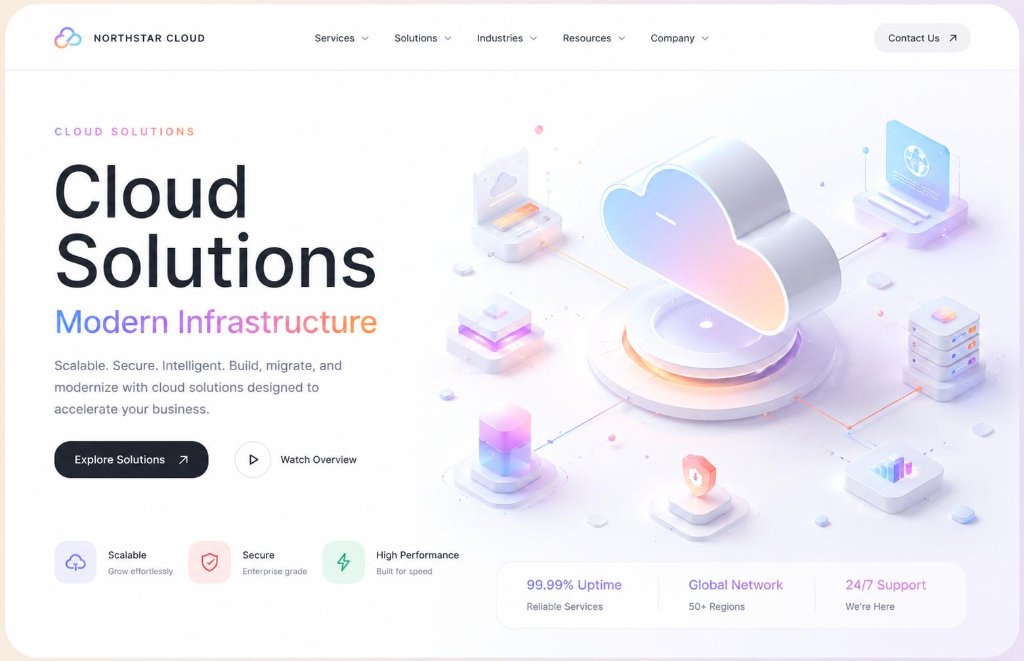 NORTHSTAR CLOUD
Services
Solutions
Industries
Resources
Company
Contact Us
CLOUD SOLUTIONS
Cloud
Solutions
Modern Infrastructure
Scalable. Secure. Intelligent. Build, migrate, and
modernize with cloud solutions designed to
accelerate your business.
Explore Solutions
Watch Overview
Scalable
Grow effortlessly
Secure
Enterprise grade
High Performance
Built for speed
99.99% Uptime
Reliable Services
Global Network
50+ Regions
24/7 Support
We're Here